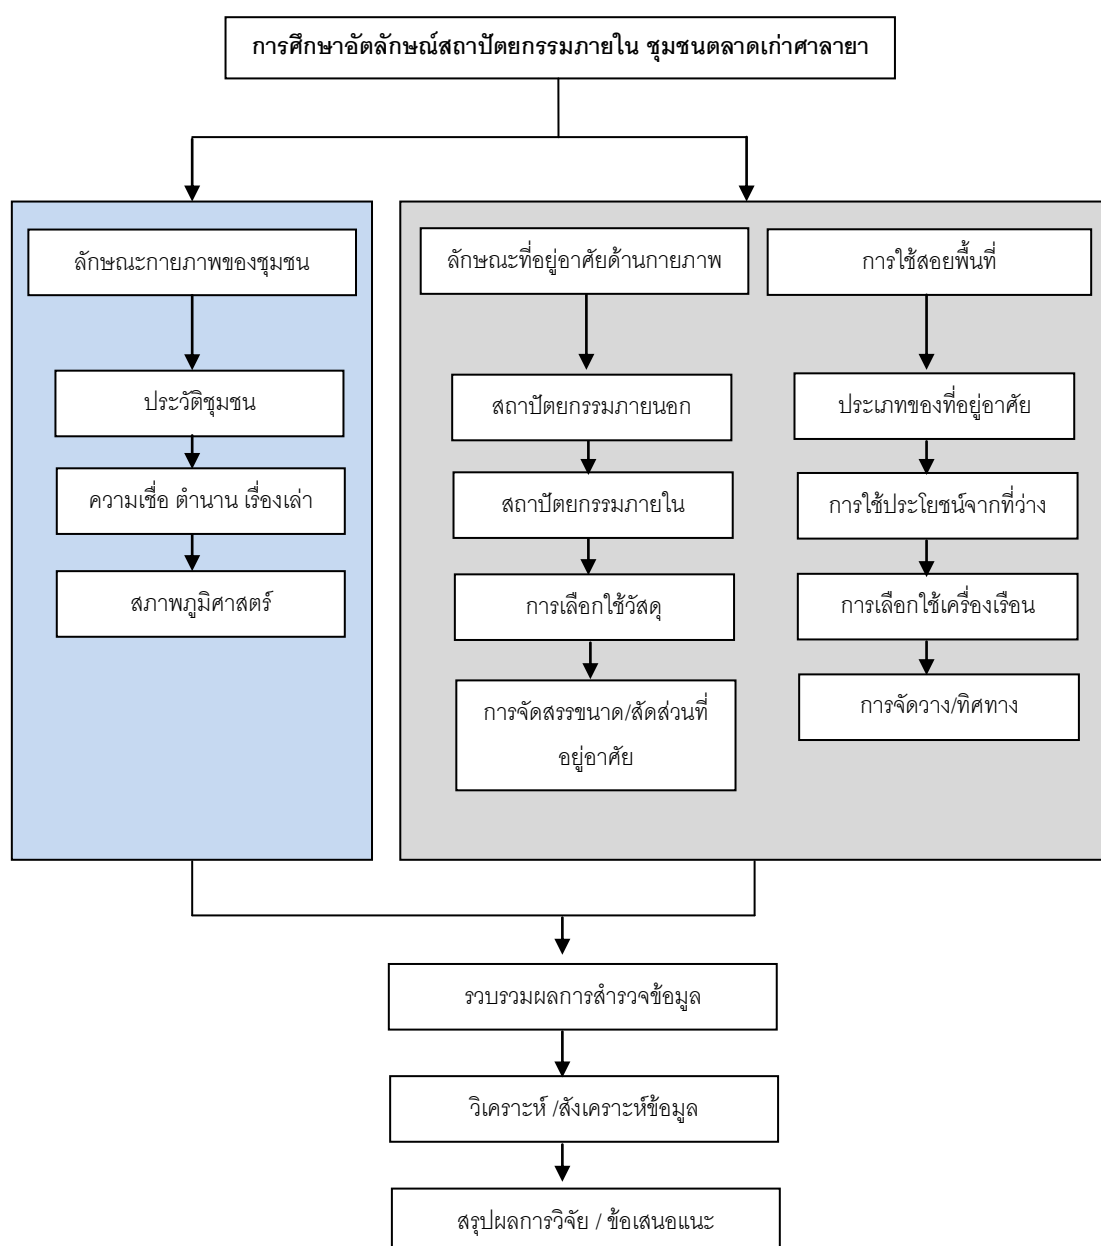 การศึกษาอัตลักษณ์สถาปัตยกรรมภายใน ชุมชนตลาดเก่าศาลายา
ลักษณะกายภาพของชุมชน
ประวัติชุมชน
ความเชื่อ ตำนาน เรื่องเล่า
สภาพภูมิศาสตร์
ลักษณะที่อยู่อาศัยด้านกายภาพ
สถาปัตยกรรมภายนอก
สถาปัตยกรรมภายใน
การเลือกใช้วัสดุ
การจัดสรรขนาด/สัดส่วนที่
อยู่อาศัย
การใช้สอยพื้นที่
ประเภทของที่อยู่อาศัย
การใช้ประโยชน์จากที่ว่าง
การเลือกใช้เครื่องเรือน
การจัดวาง/ทิศทาง
รวบรวมผลการสำรวจข้อมูล
วิเคราะห์ /สังเคราะห์ข้อมูล
สรุปผลการวิจัย / ข้อเสนอแนะ